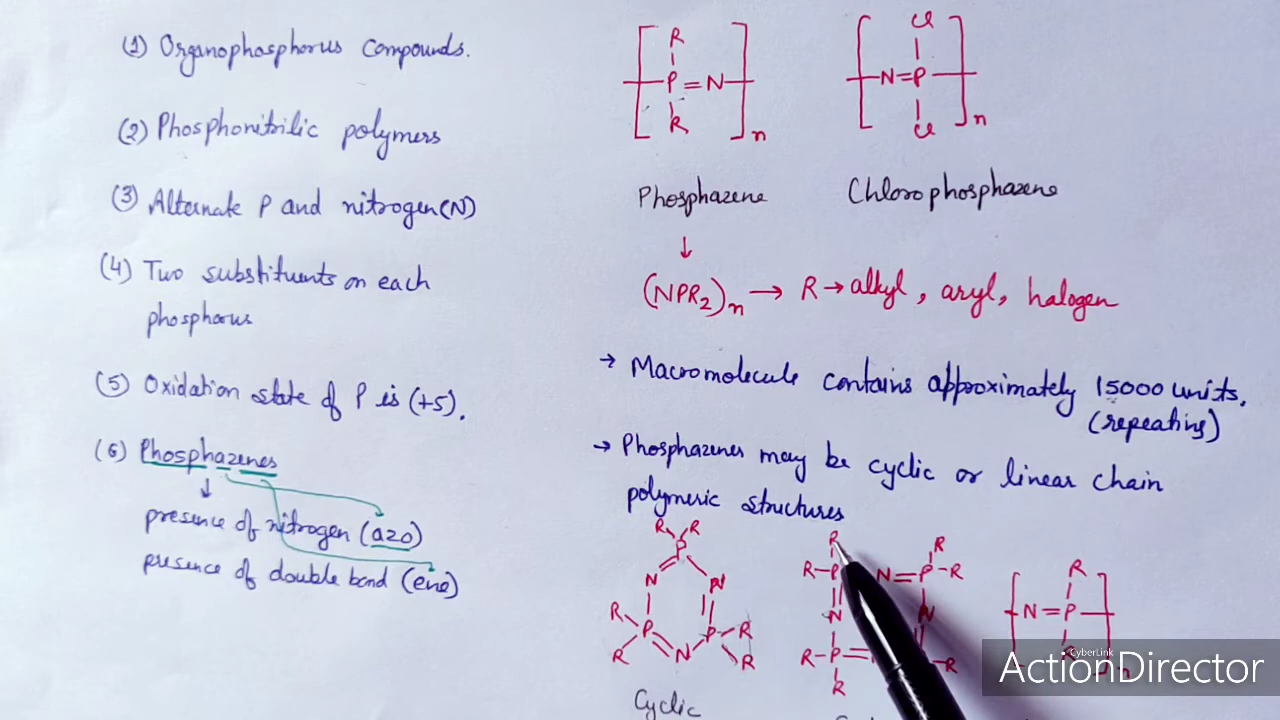 (1) Organophosphorus compounds.
(2) Phosphonitrilic polymers
(3) Alternate P and nitrogen(N)
(4) Two substituents on each
phosphorus
(5) Oxidation state of P is (+5).
(6) Phosphazenes
↓
presence of nitrogen (azo)
presence of double bond (ene)
R
P=N
R
n
Cl
N=P
Cl
n
Phosphazene
Chlorophosphazene
↓
(NPR2)n → R → alkyl, aryl, halogen
→ Macromolecule contains approximately 15000 units.
(repeating)
→ Phosphazenes may be cyclic or linear chain
polymeric structures
R R
P
N N
R P P R
R N R
Cyclic
R R
R-P N=P-R
N N
R-P= R
R
R
N=P
R
n
CyberLink
ActionDirector